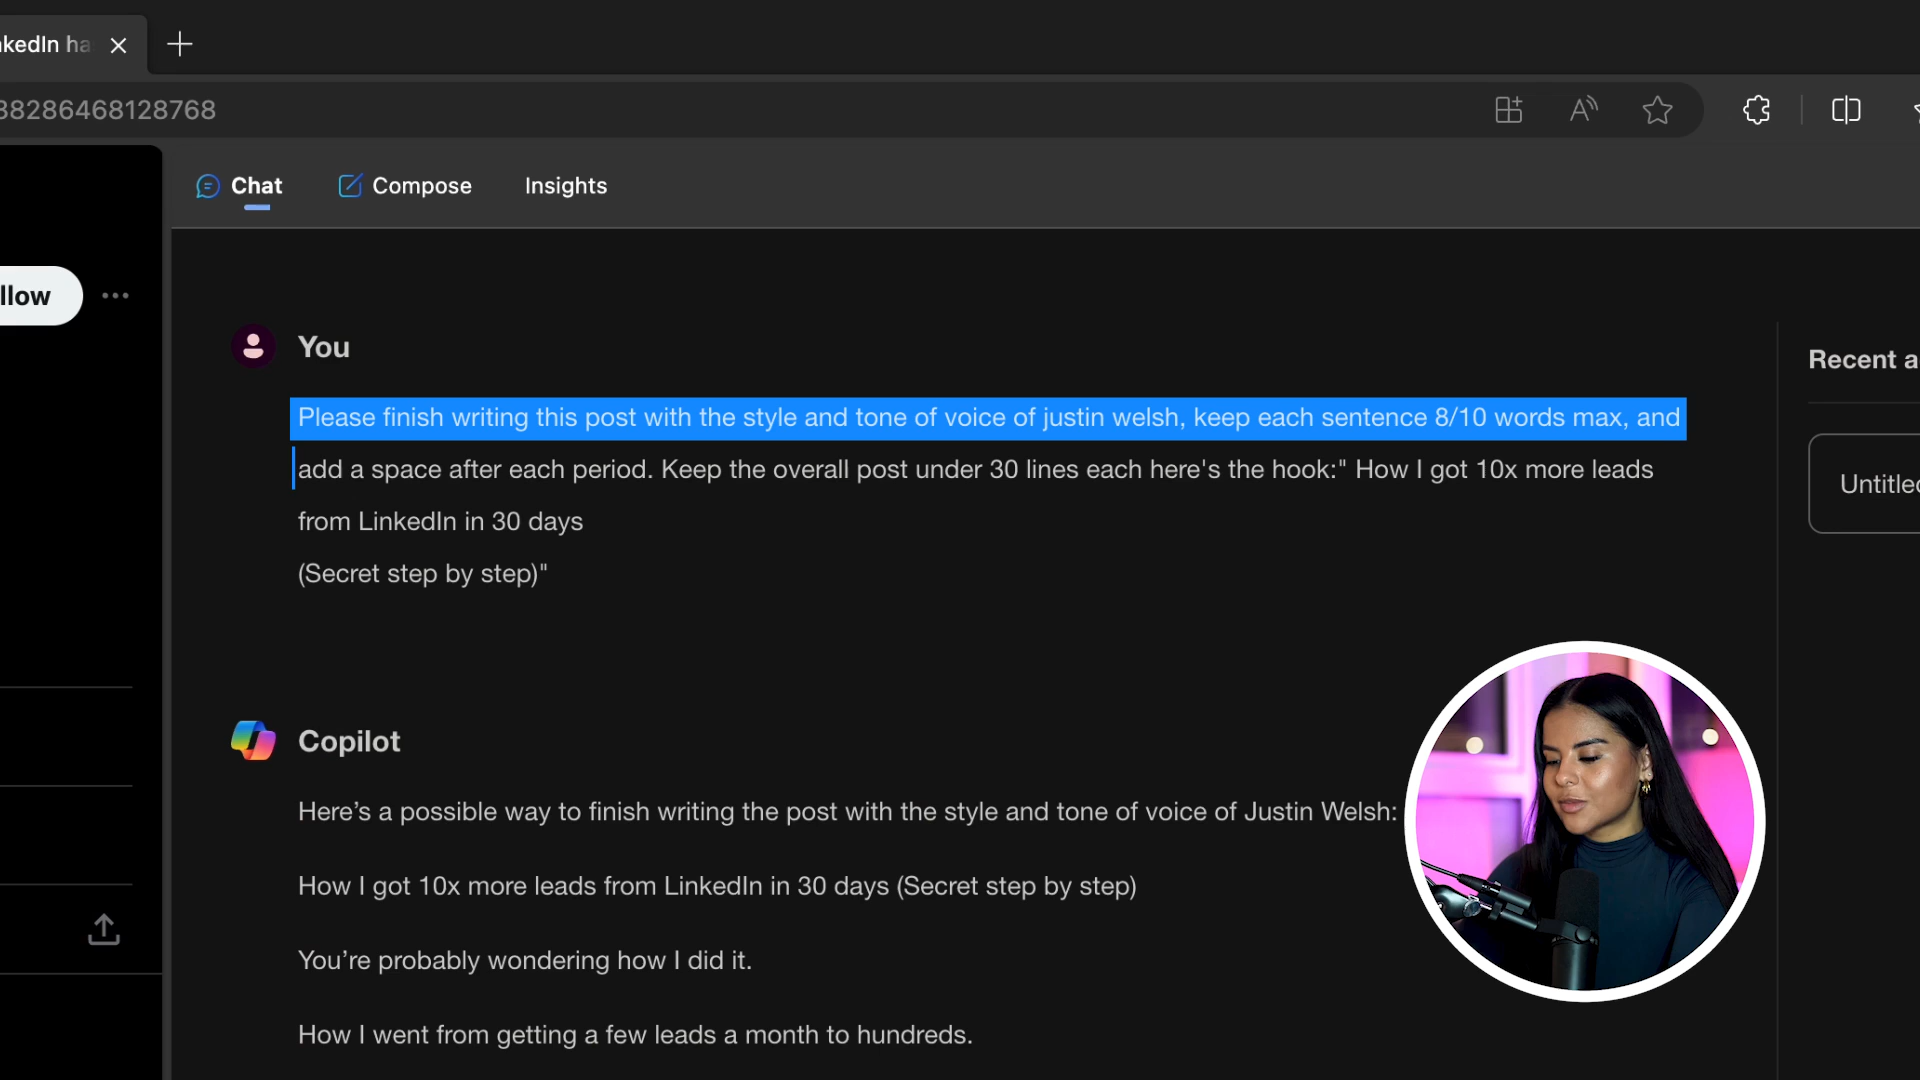 kedIn ha
38286468128768
Chat
Compose
Insights
llow
You
Please finish writing this post with the style and tone of voice of justin welsh, keep each sentence 8/10 words max, and
add a space after each period. Keep the overall post under 30 lines each here's the hook:" How I got 10x more leads
from LinkedIn in 30 days
(Secret step by step)"
Recent a
Untitled
Copilot
Here’s a possible way to finish writing the post with the style and tone of voice of Justin Welsh:
How I got 10x more leads from LinkedIn in 30 days (Secret step by step)
You’re probably wondering how I did it.
How I went from getting a few leads a month to hundreds.